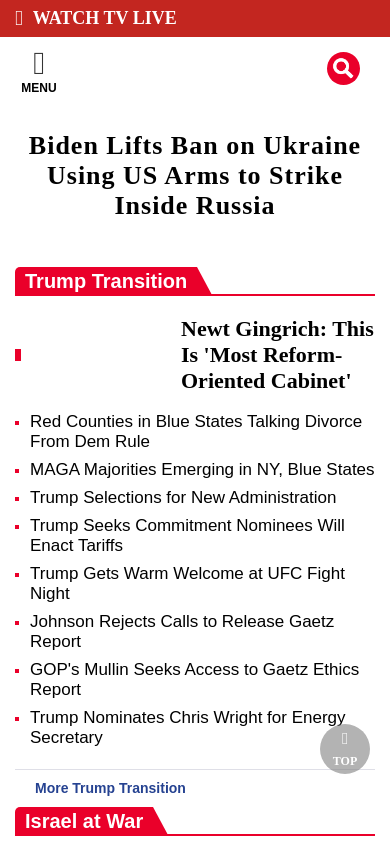 WATCH TV LIVE
MENU
Biden Lifts Ban on Ukraine
Using US Arms to Strike
Inside Russia
Trump Transition
Newt Gingrich: This
Is 'Most Reform-
Oriented Cabinet'
Red Counties in Blue States Talking Divorce
From Dem Rule
MAGA Majorities Emerging in NY, Blue States
Trump Selections for New Administration
Trump Seeks Commitment Nominees Will
Enact Tariffs
Trump Gets Warm Welcome at UFC Fight
Night
Johnson Rejects Calls to Release Gaetz
Report
GOP's Mullin Seeks Access to Gaetz Ethics
Report
Trump Nominates Chris Wright for Energy
Secretary
TOP
More Trump Transition
Israel at War